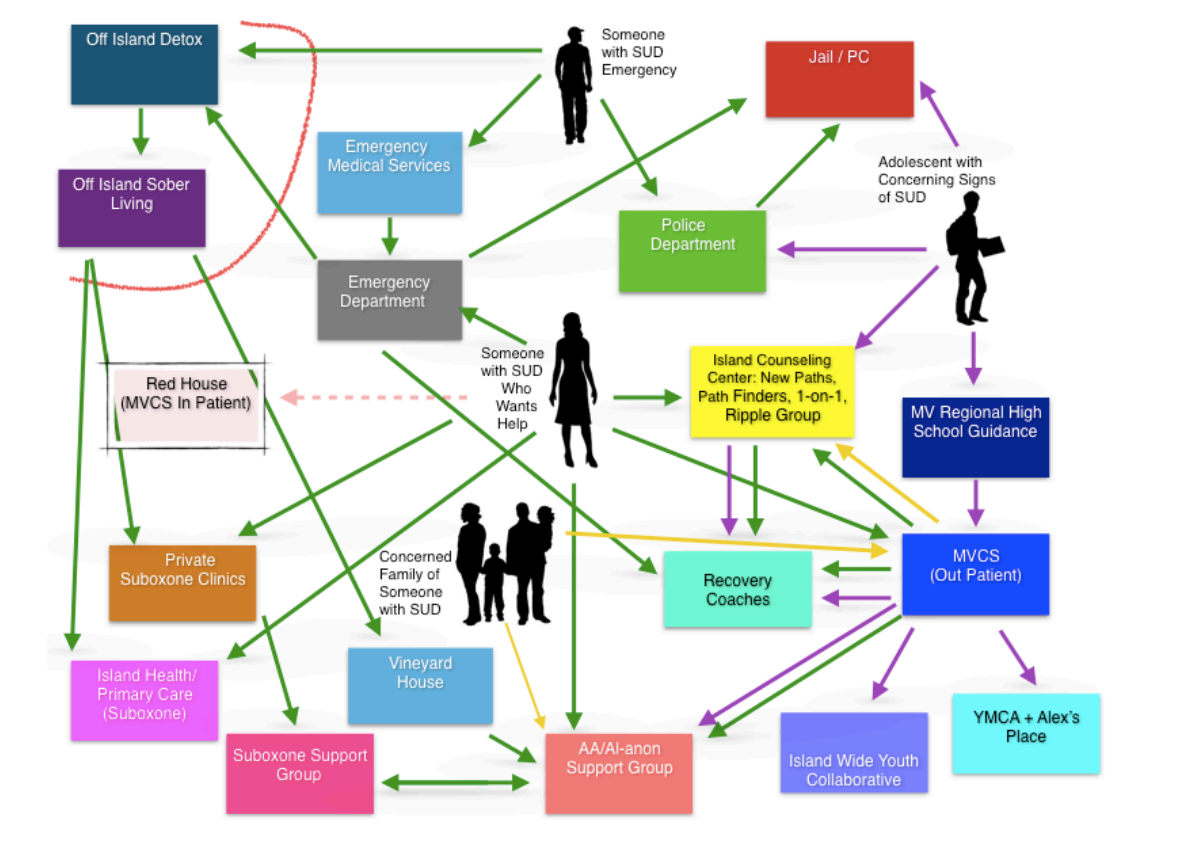 Off Island Detox
Someone
with SUD
Emergency
Jail / PC
Emergency
Medical Services
Adolescent with
Concerning Signs
of SUD
Off Island Sober
Living
Police
Department
Emergency
Department
Someone
with SUD
Who
Wants
Help
Island Counseling
Center: New Paths,
Path Finders, 1-on-1,
Ripple Group
Red House
(MVCS In Patient)
MV Regional High
School Guidance
Private
Suboxone Clinics
Concerned
Family of
Someone
with SUD
Recovery
Coaches
MVCS
(Out Patient)
Island Health/
Primary Care
(Suboxone)
Vineyard
House
YMCA + Alex's
Place
Suboxone Support
Group
AA/Al-anon
Support Group
Island Wide Youth
Collaborative